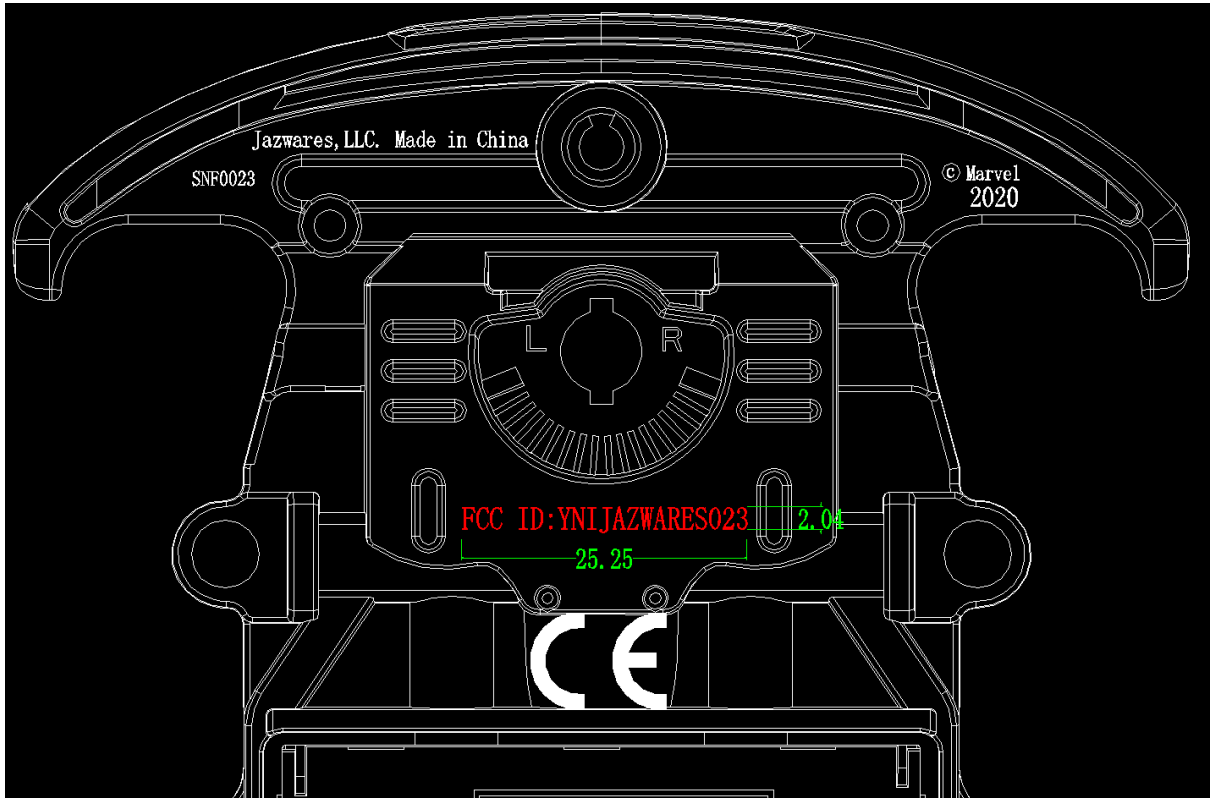 Jazwares,LLC. Made in China
SNF0023
© Marvel
2020
L R
FCC ID:YNIJAZWARES023
2.04
25.25
CE